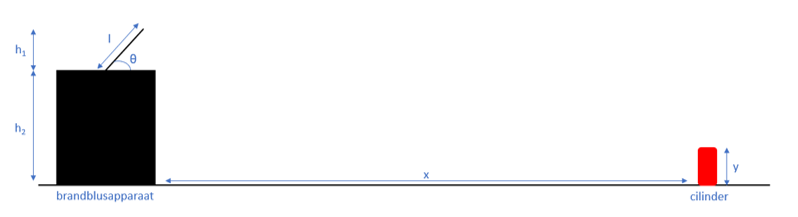 h₁
l
θ
h₂
x
y
brandblusapparaat
cilinder